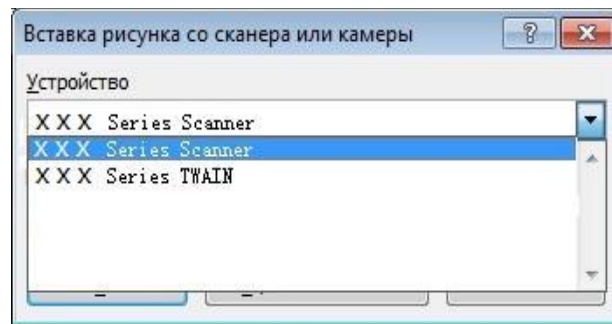 Вставка рисунка со сканера или камеры
Устройство
X X X Series Scanner
X X X Series Scanner
X X X Series TWAIN